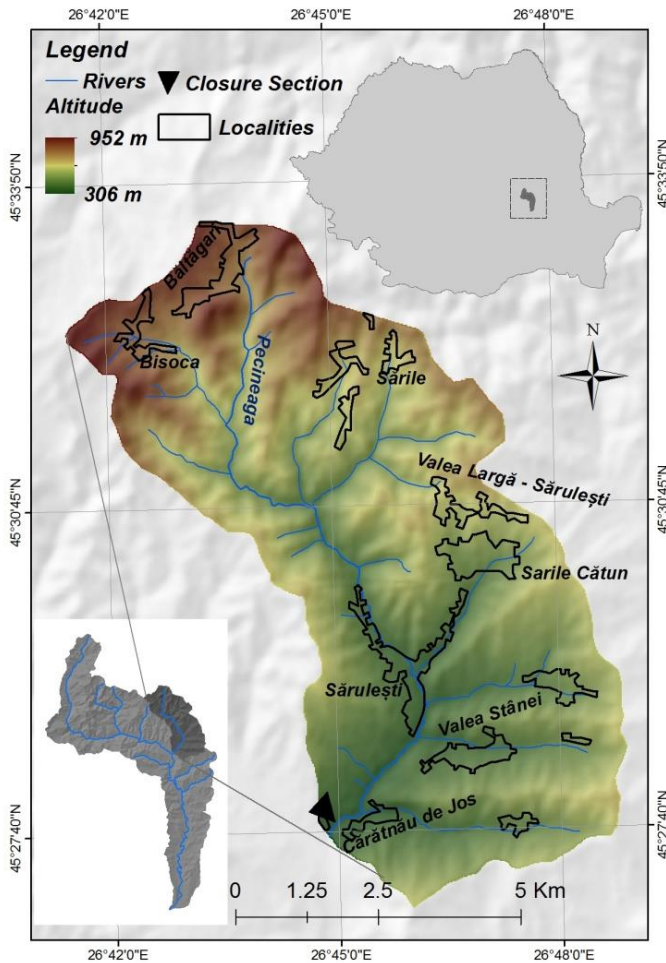 26°42'0"E 26°45'0"E 26°48'0"E
Legend
Rivers
Closure Section
Altitude
952 m
Localities
306 m
45°33'50"N
45°33'50"N
Băltăgari
Bisoca
Pecineaga
Sările
N
Valea Largă - Sărulești
45°30'45"N
45°30'45"N
Sarile Cătun
Sărulești
Valea Stânei
Cărătnău de Jos
45°27'40"N
45°27'40"N
0 1.25 2.5 5 Km
26°42'0"E 26°45'0"E 26°48'0"E